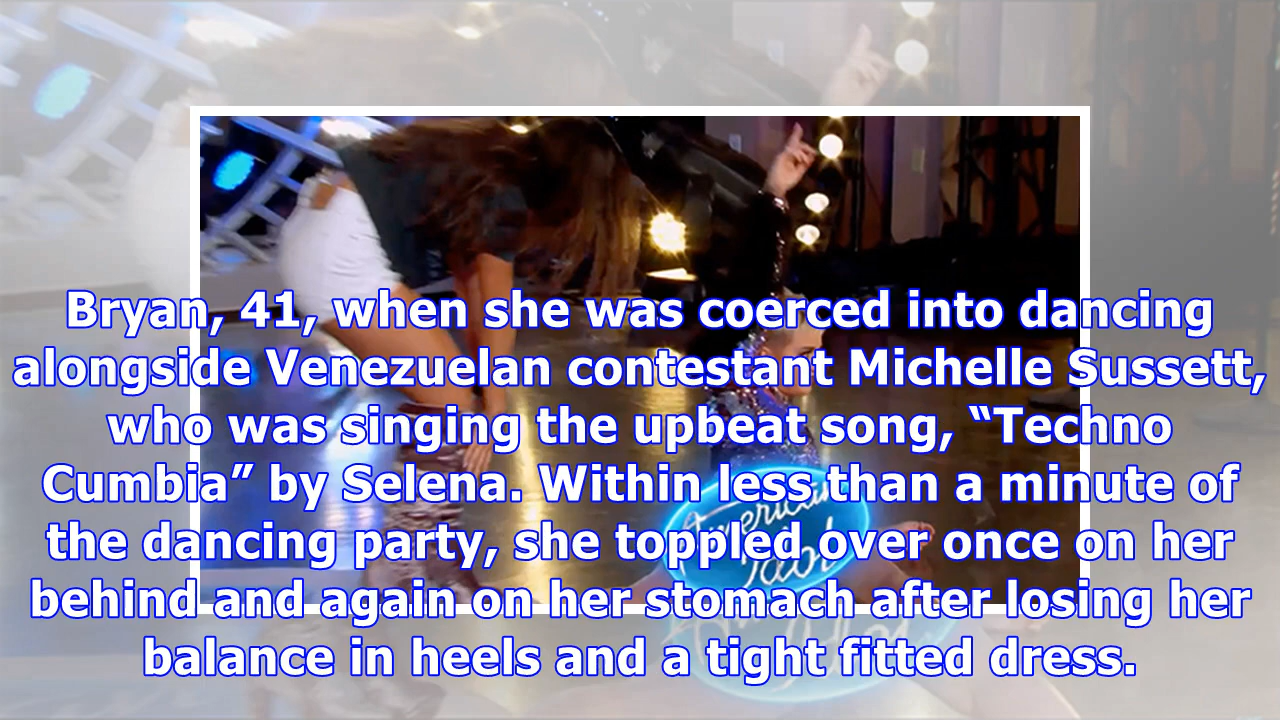 Bryan, 41, when she was coerced into dancing
alongside Venezuelan contestant Michelle Sussett,
who was singing the upbeat song, “Techno
Cumbia” by Selena. Within less than a minute of
the dancing party, she toppled over once on her
behind and again on her stomach after losing her
balance in heels and a tight fitted dress.
American
Idol